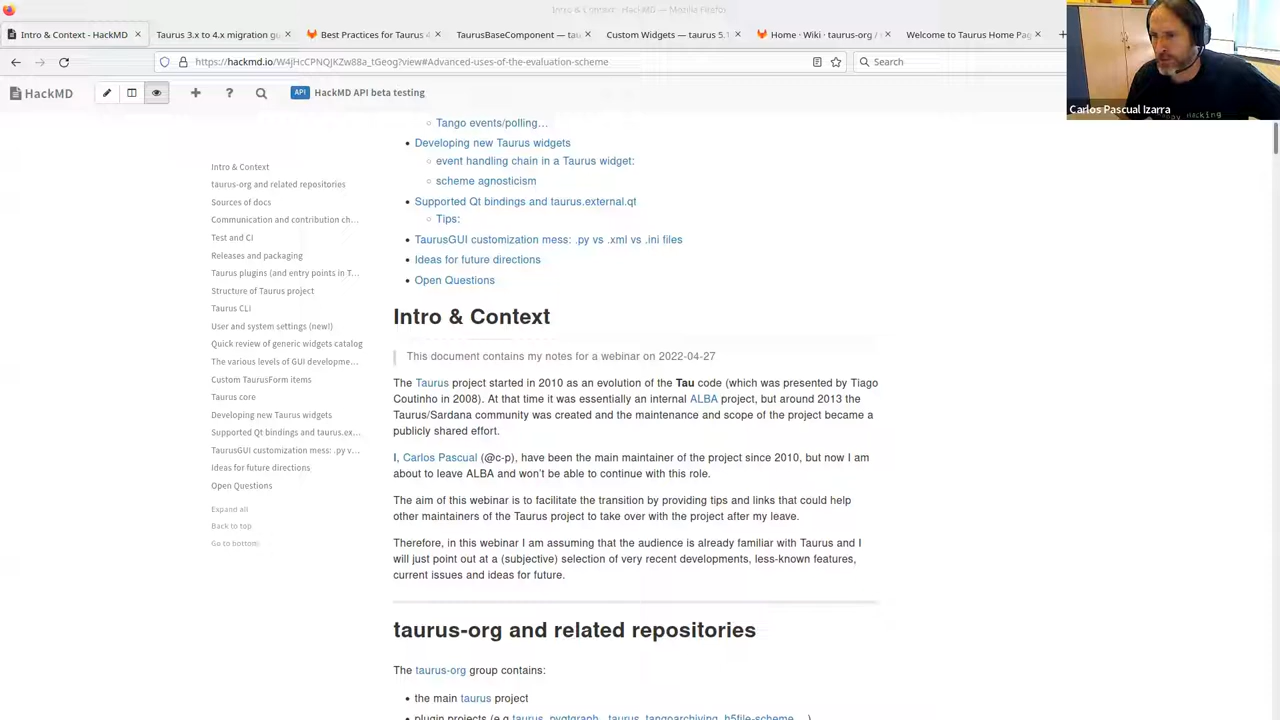 Intro & Context - HackMD — Mozilla Firefox
Intro & Context - HackMD
Taurus 3.x to 4.x migration gu
Best Practices for Taurus 4
TaurusBaseComponent — tau
Custom Widgets — taurus 5.1
Home · Wiki · taurus-org /
Welcome to Taurus Home Pag
https://hackmd.io/W4jHcCPNQjKZw88a_tGeog?view#Advanced-uses-of-the-evaluation-scheme
Search
HackMD
API HackMD API beta testing
Carlos Pascual Izarra
Intro & Context
taurus-org and related repositories
Sources of docs
Communication and contribution ch…
Test and CI
Releases and packaging
Taurus plugins (and entry points in T…
Structure of Taurus project
Taurus CLI
User and system settings (new!)
Quick review of generic widgets catalog
The various levels of GUI developme…
Custom TaurusForm items
Taurus core
Developing new Taurus widgets
Supported Qt bindings and taurus.ex…
TaurusGUI customization mess: .py v…
Ideas for future directions
Open Questions
Expand all
Back to top
Go to bottom
Tango events/polling…
Developing new Taurus widgets
event handling chain in a Taurus widget:
scheme agnosticism
Supported Qt bindings and taurus.external.qt
Tips:
TaurusGUI customization mess: .py vs .xml vs .ini files
Ideas for future directions
Open Questions
Intro & Context
This document contains my notes for a webinar on 2022-04-27
The Taurus project started in 2010 as an evolution of the Tau code (which was presented by Tiago
Coutinho in 2008). At that time it was essentially an internal ALBA project, but around 2013 the
Taurus/Sardana community was created and the maintenance and scope of the project became a
publicly shared effort.
I, Carlos Pascual (@c-p), have been the main maintainer of the project since 2010, but now I am
about to leave ALBA and won't be able to continue with this role.
The aim of this webinar is to facilitate the transition by providing tips and links that could help
other maintainers of the Taurus project to take over with the project after my leave.
Therefore, in this webinar I am assuming that the audience is already familiar with Taurus and I
will just point out at a (subjective) selection of very recent developments, less-known features,
current issues and ideas for future.
taurus-org and related repositories
The taurus-org group contains:
the main taurus project
plugin projects (e.g taurus_pyqtgraph, taurus_tangoarchiving, h5file-scheme,...)